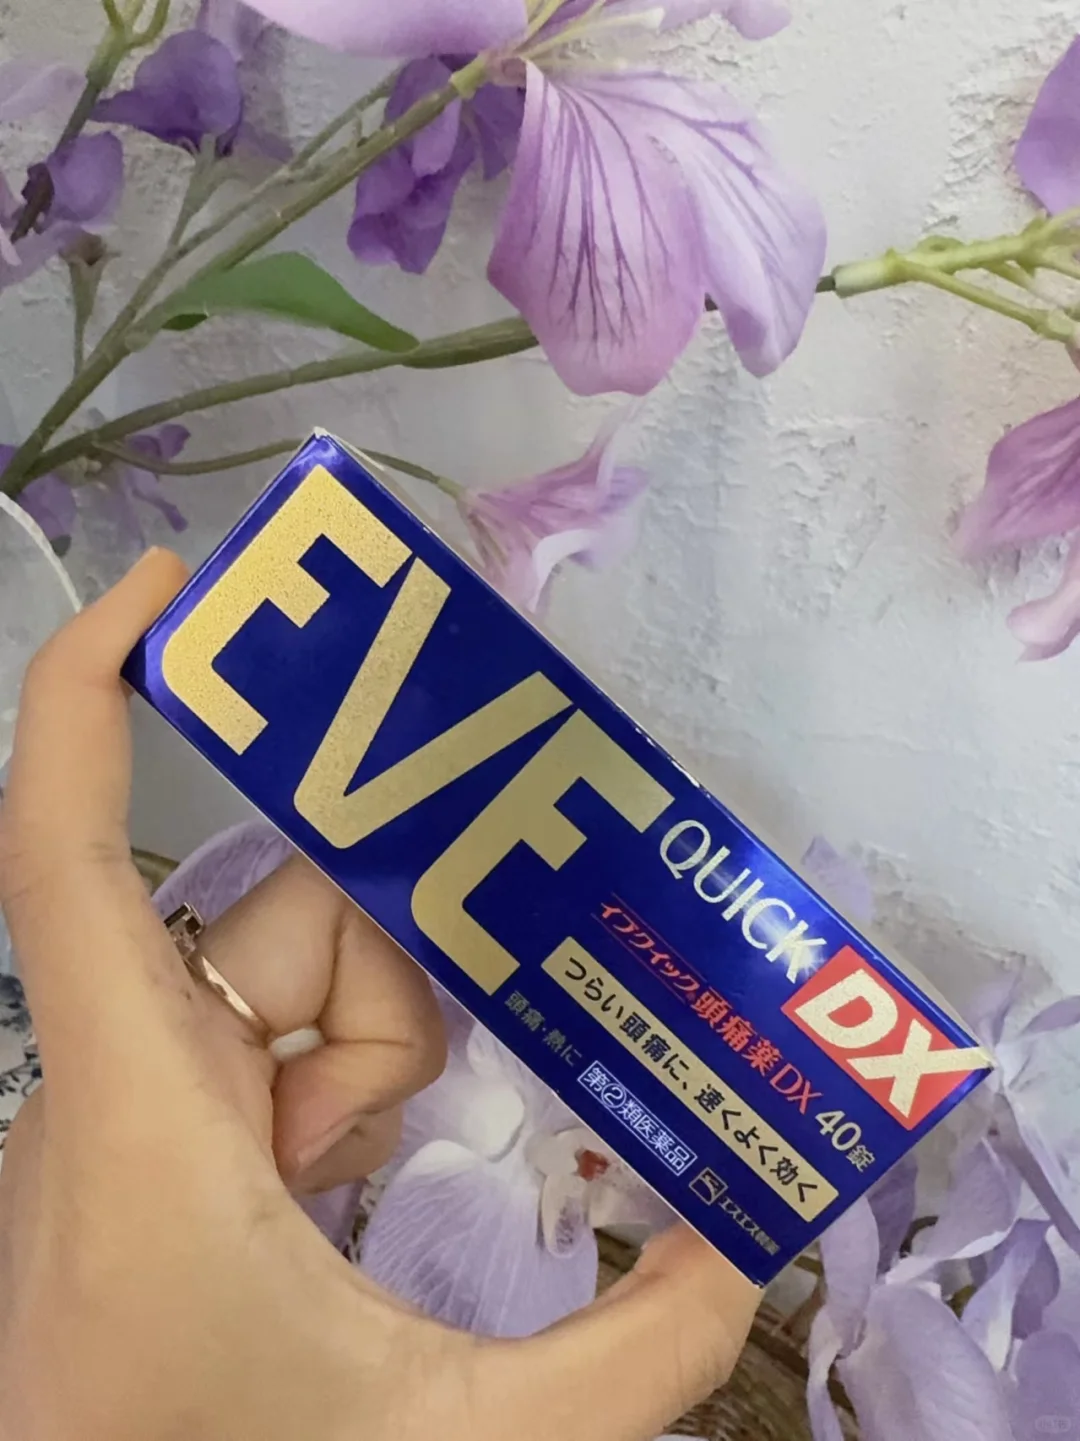 EVE
QUICK
DX
イブクイック頭痛薬DX 40錠
つらい頭痛に、速くよく効く
頭痛・熱に
第②類医薬品
エスエス製薬